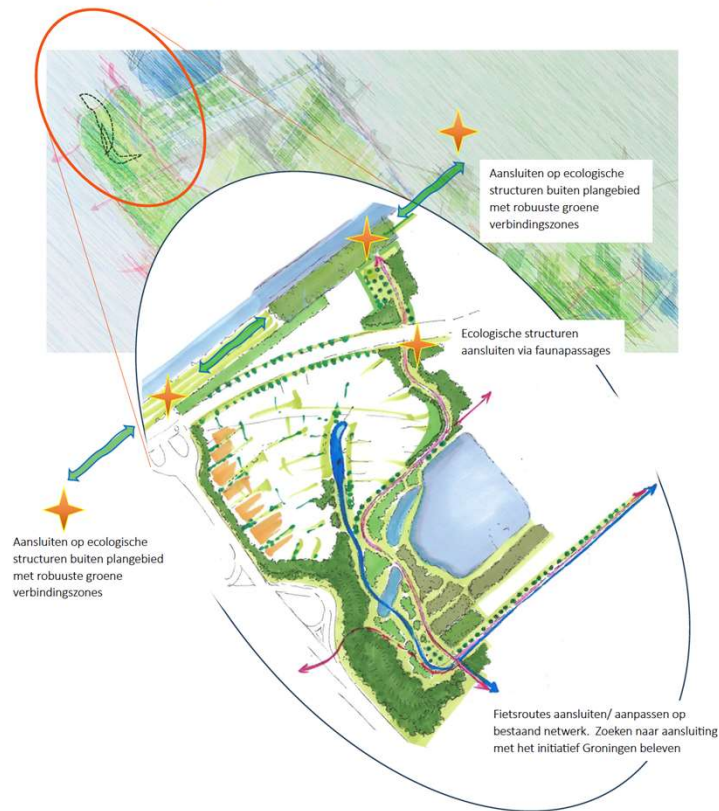 Aansluiten op ecologische
structuren buiten plangebied
met robuuste groene
verbindingszones
Ecologische structuren
aansluiten via faunapassages
Aansluiten op ecologische
structuren buiten plangebied
met robuuste groene
verbindingszones
Fietsroutes aansluiten/ aanpassen op
bestaand netwerk. Zoeken naar aansluiting
met het initiatief Groningen beleven